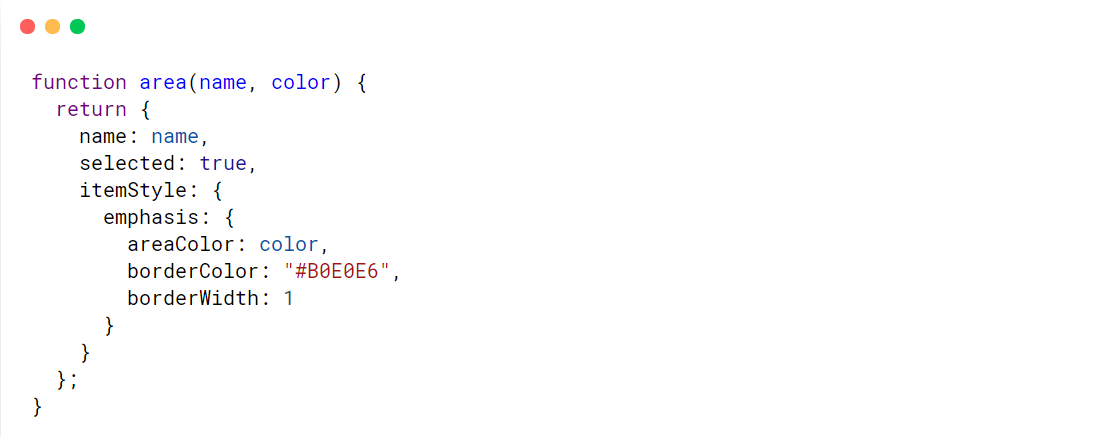 function area(name, color) {
  return {
    name: name,
    selected: true,
    itemStyle: {
      emphasis: {
        areaColor: color,
        borderColor: "#B0E0E6",
        borderWidth: 1
      }
    }
  };
}